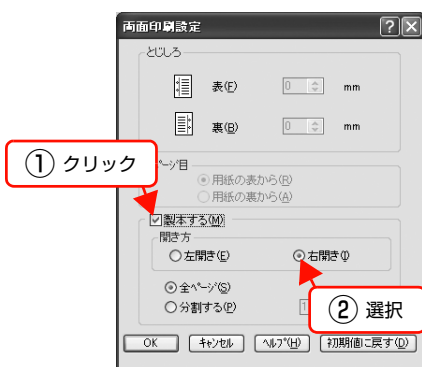 両面印刷設定
とじしろ
表(F) 0 mm
裏(B) 0 mm
① クリック
ページ目
用紙の表から(R)
用紙の裏から(A)
製本する(M)
開き方
左開き(E) 右開き(I)
全ページ(S)
分割する(P) 1
② 選択
OK キャンセル ヘルプ(H) 初期値に戻す(D)